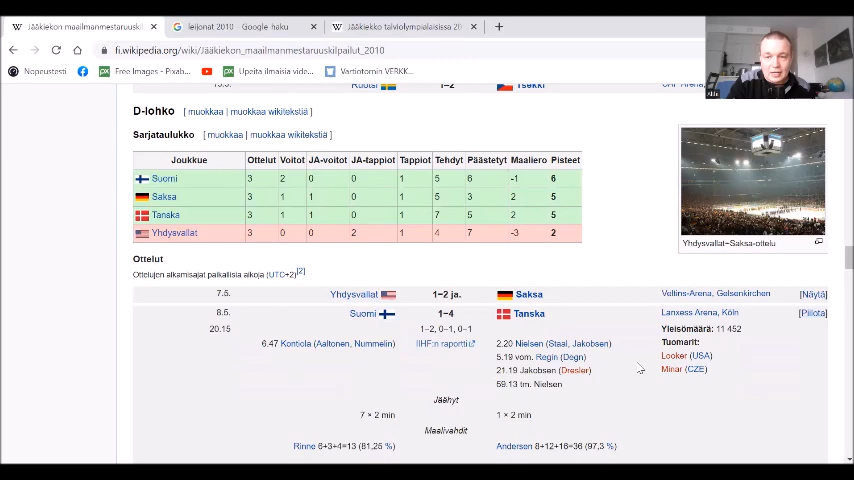 Jääkiekon maailmanmestaruuskil
leijonat 2010 - Google haku
Jääkiekko talviolympialaisissa 20
fi.wikipedia.org/wiki/Jääkiekon_maailmanmestaruuskilpailut_2010
Nopeustesti
Free Images - Pixab...
Upeita ilmaisia video...
Vartiotornin VERKK...
Ruotsi 1–2 Tšekki
D-lohko [ muokkaa | muokkaa wikitekstiä ]
Sarjataulukko [ muokkaa | muokkaa wikitekstiä ]
Joukkue Ottelut Voitot JA-voitot JA-tappiot Tappiot Tehdyt Päästetyt Maaliero Pisteet
Suomi 3 2 0 0 1 5 6 -1 6
Saksa 3 1 1 0 1 5 3 2 5
Tanska 3 1 1 0 1 7 5 2 5
Yhdysvallat 3 0 0 2 1 4 7 -3 2
Yhdysvallat–Saksa-ottelu
Ottelut
Ottelujen alkamisajat paikallisia aikoja (UTC+2)[2]
7.5. Yhdysvallat 1–2 ja. Saksa Veltins-Arena, Gelsenkirchen [Näytä]
8.5. Suomi 1–4 Tanska Lanxess Arena, Köln [Piilota]
20.15 1–2, 0–1, 0–1 Yleisömäärä: 11 452
6.47 Kontiola (Aaltonen, Nummelin) IIHF:n raportti 2.20 Nielsen (Staal, Jakobsen) Tuomarit:
5.19 vom. Regin (Degn) Looker (USA)
21.19 Jakobsen (Dresler) Minar (CZE)
59.13 tm. Nielsen
Jäähyt
7 × 2 min 1 × 2 min
Maalivahdit
Rinne 6+3+4=13 (81,25 %) Andersen 8+12+16=36 (97,3 %)